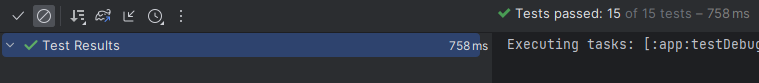 Tests passed: 15 of 15 tests – 758 ms
Test Results 758 ms
Executing tasks: [:app:testDebug